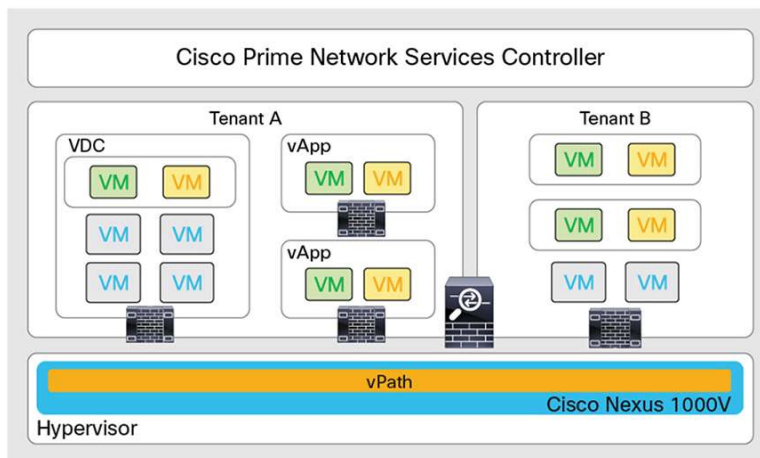 Cisco Prime Network Services Controller
Tenant A
VDC
VM VM
VM VM
VM VM
vApp
VM VM
vApp
VM VM
Tenant B
VM VM
VM VM
VM VM
vPath
Cisco Nexus 1000V
Hypervisor